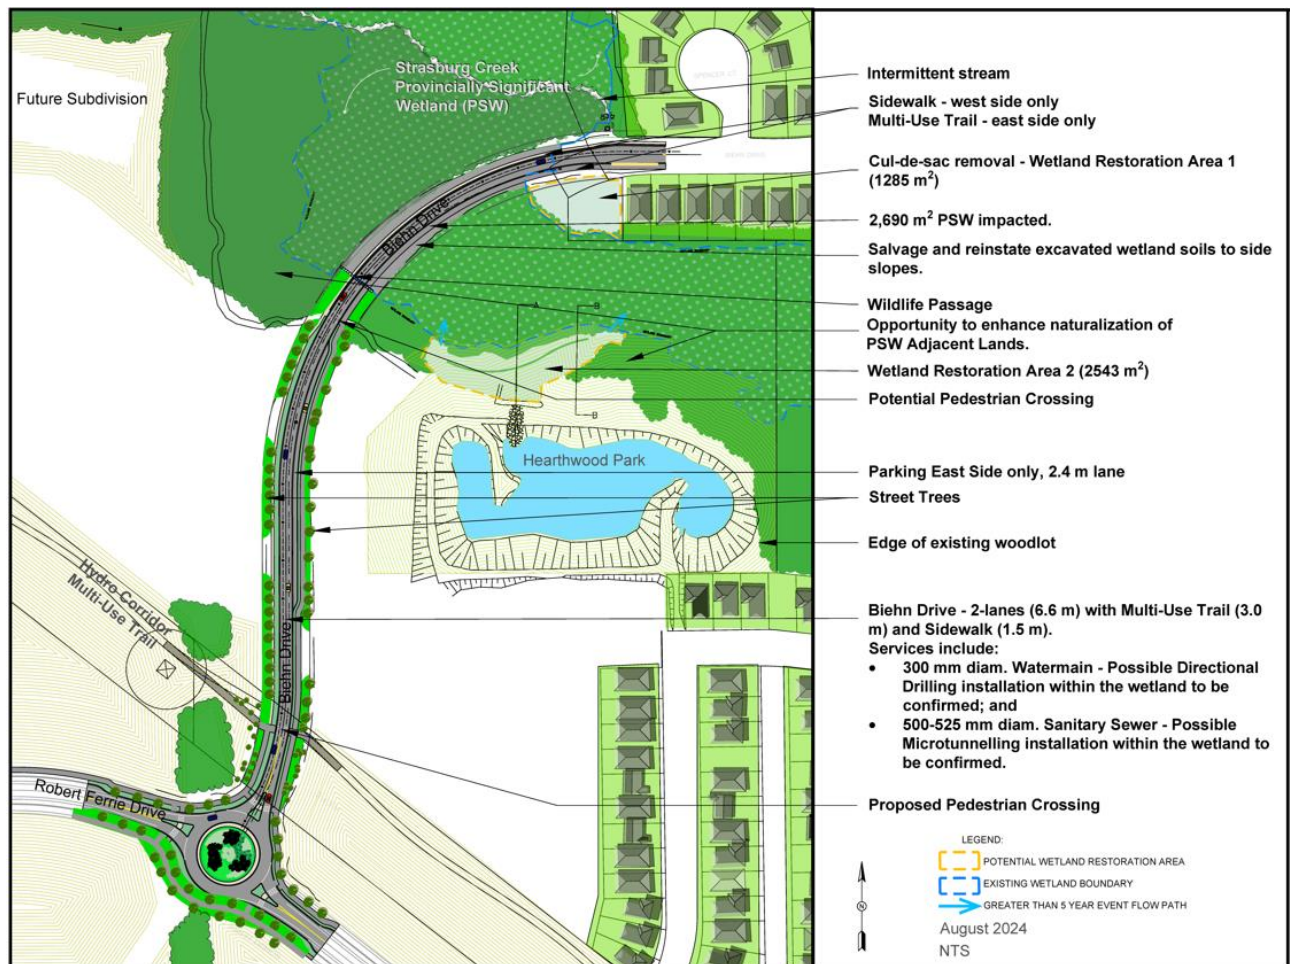 Future Subdivision
Strasburg Creek
Provincially Significant
Wetland (PSW)
SPENCER CT
BIEHN DRIVE
Biehn Drive
A
B
B
Hearthwood Park
Hydro Corridor
Multi-Use Trail
Biehn Drive
Robert Ferrie Drive
Intermittent stream
Sidewalk - west side only
Multi-Use Trail - east side only
Cul-de-sac removal - Wetland Restoration Area 1
(1285 m²)
2,690 m² PSW impacted.
Salvage and reinstate excavated wetland soils to side
slopes.
Wildlife Passage
Opportunity to enhance naturalization of
PSW Adjacent Lands.
Wetland Restoration Area 2 (2543 m²)
Potential Pedestrian Crossing
Parking East Side only, 2.4 m lane
Street Trees
Edge of existing woodlot
Biehn Drive - 2-lanes (6.6 m) with Multi-Use Trail (3.0
m) and Sidewalk (1.5 m).
Services include:
• 300 mm diam. Watermain - Possible Directional
Drilling installation within the wetland to be
confirmed; and
• 500-525 mm diam. Sanitary Sewer - Possible
Microtunnelling installation within the wetland to
be confirmed.
Proposed Pedestrian Crossing
LEGEND:
POTENTIAL WETLAND RESTORATION AREA
EXISTING WETLAND BOUNDARY
GREATER THAN 5 YEAR EVENT FLOW PATH
N
August 2024
NTS